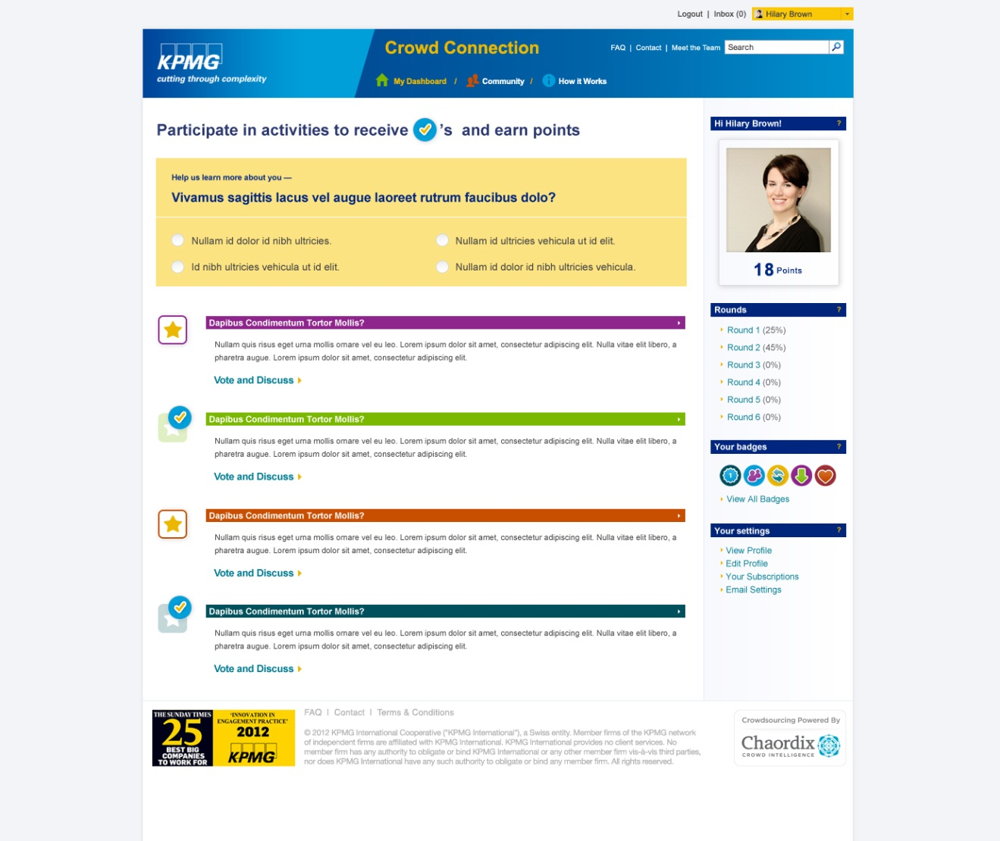 Logout | Inbox (0) Hilary Brown
KPMG
cutting through complexity
Crowd Connection
FAQ | Contact | Meet the Team Search
My Dashboard / Community / How it Works
Participate in activities to receive 's and earn points
Help us learn more about you —
Vivamus sagittis lacus vel augue laoreet rutrum faucibus dolo?
Nullam id dolor id nibh ultricies.
Nullam id ultricies vehicula ut id elit.
Id nibh ultricies vehicula ut id elit.
Nullam id dolor id nibh ultricies vehicula.
Dapibus Condimentum Tortor Mollis?
Nullam quis risus eget urna mollis ornare vel eu leo. Lorem ipsum dolor sit amet, consectetur adipiscing elit. Nulla vitae elit libero, a
pharetra augue. Lorem ipsum dolor sit amet, consectetur adipiscing elit.
Vote and Discuss
Dapibus Condimentum Tortor Mollis?
Nullam quis risus eget urna mollis ornare vel eu leo. Lorem ipsum dolor sit amet, consectetur adipiscing elit. Nulla vitae elit libero, a
pharetra augue. Lorem ipsum dolor sit amet, consectetur adipiscing elit.
Vote and Discuss
Dapibus Condimentum Tortor Mollis?
Nullam quis risus eget urna mollis ornare vel eu leo. Lorem ipsum dolor sit amet, consectetur adipiscing elit. Nulla vitae elit libero, a
pharetra augue. Lorem ipsum dolor sit amet, consectetur adipiscing elit.
Vote and Discuss
Dapibus Condimentum Tortor Mollis?
Nullam quis risus eget urna mollis ornare vel eu leo. Lorem ipsum dolor sit amet, consectetur adipiscing elit. Nulla vitae elit libero, a
pharetra augue. Lorem ipsum dolor sit amet, consectetur adipiscing elit.
Vote and Discuss
Hi Hilary Brown! ?
18 Points
Rounds ?
Round 1 (25%)
Round 2 (45%)
Round 3 (0%)
Round 4 (0%)
Round 5 (0%)
Round 6 (0%)
Your badges ?
1
View All Badges
Your settings ?
View Profile
Edit Profile
Your Subscriptions
Email Settings
THE SUNDAY TIMES
25
BEST BIG
COMPANIES
TO WORK FOR
'INNOVATION IN
ENGAGEMENT PRACTICE'
2012
KPMG
FAQ | Contact | Terms & Conditions
© 2012 KPMG International Cooperative ("KPMG International"), a Swiss entity. Member firms of the KPMG network
of independent firms are affiliated with KPMG International. KPMG International provides no client services. No
member firm has any authority to obligate or bind KPMG International or any other member firm vis-à-vis third parties,
nor does KPMG International have any such authority to obligate or bind any member firm. All rights reserved.
Crowdsourcing Powered By
Chaordix
CROWD INTELLIGENCE